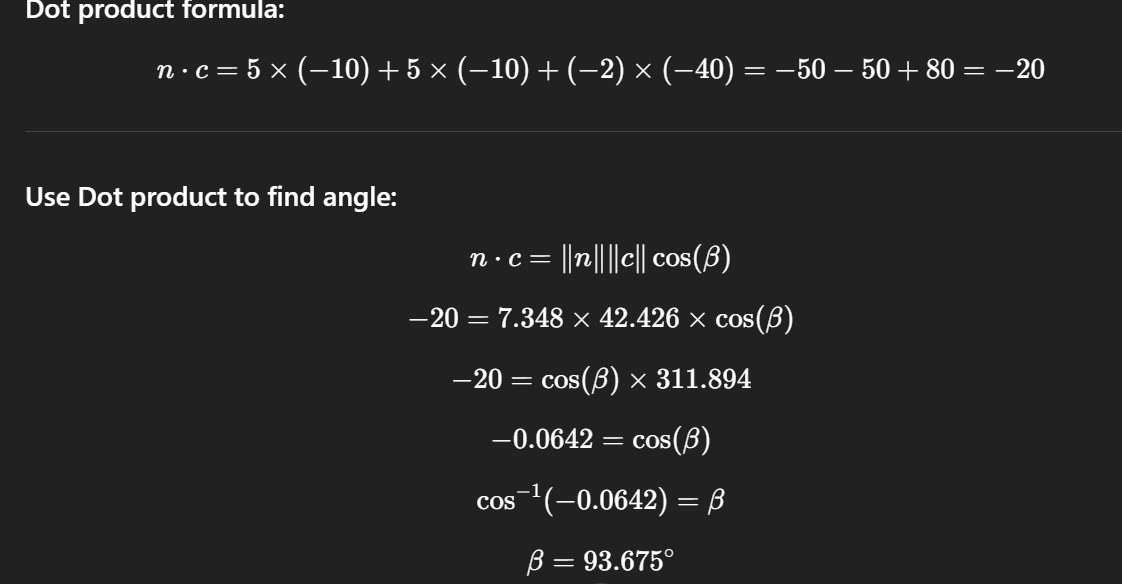 Dot product formula:
n · c = 5 × (−10) + 5 × (−10) + (−2) × (−40) = −50 − 50 + 80 = −20
Use Dot product to find angle:
n · c = ‖n‖‖c‖ cos(β)
−20 = 7.348 × 42.426 × cos(β)
−20 = cos(β) × 311.894
−0.0642 = cos(β)
cos⁻¹(−0.0642) = β
β = 93.675°